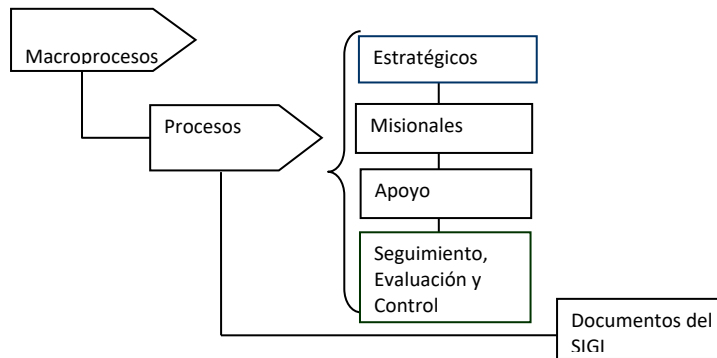 Macroprocesos
Procesos
Estratégicos
Misionales
Apoyo
Seguimiento,
Evaluación y
Control
Documentos del
SIGI